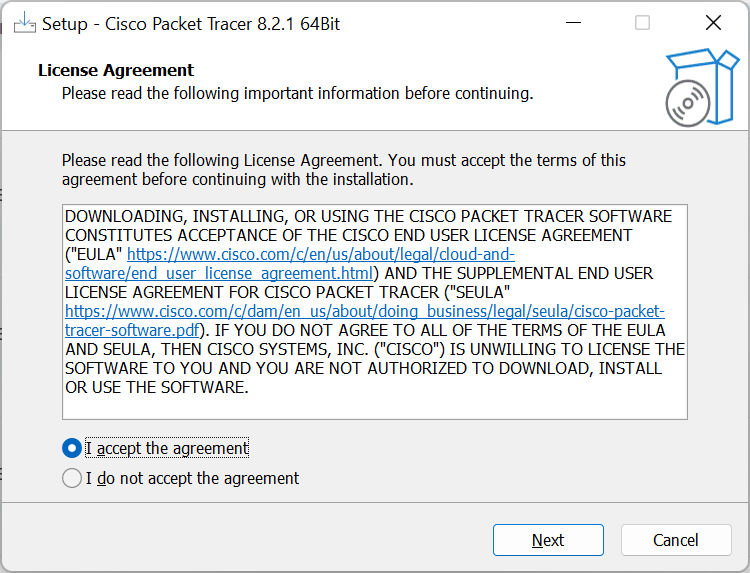 Setup - Cisco Packet Tracer 8.2.1 64Bit
License Agreement
Please read the following important information before continuing.
Please read the following License Agreement. You must accept the terms of this
agreement before continuing with the installation.
DOWNLOADING, INSTALLING, OR USING THE CISCO PACKET TRACER SOFTWARE
CONSTITUTES ACCEPTANCE OF THE CISCO END USER LICENSE AGREEMENT
("EULA" https://www.cisco.com/c/en/us/about/legal/cloud-and-
software/end_user_license_agreement.html) AND THE SUPPLEMENTAL END USER
LICENSE AGREEMENT FOR CISCO PACKET TRACER ("SEULA"
https://www.cisco.com/c/dam/en_us/about/doing_business/legal/seula/cisco-packet-
tracer-software.pdf). IF YOU DO NOT AGREE TO ALL OF THE TERMS OF THE EULA
AND SEULA, THEN CISCO SYSTEMS, INC. ("CISCO") IS UNWILLING TO LICENSE THE
SOFTWARE TO YOU AND YOU ARE NOT AUTHORIZED TO DOWNLOAD, INSTALL
OR USE THE SOFTWARE.
I accept the agreement
I do not accept the agreement
Next
Cancel